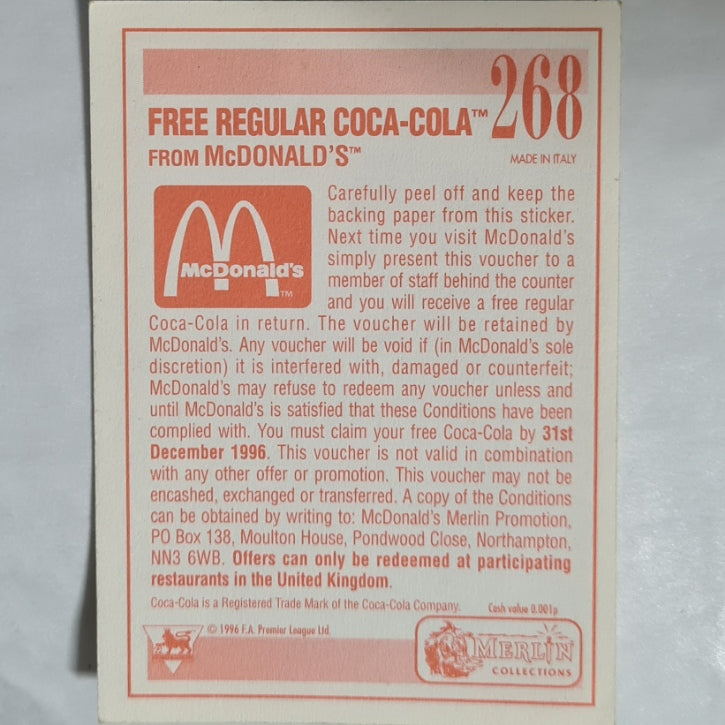 268
FREE REGULAR COCA-COLA™
FROM McDONALD'S™
MADE IN ITALY
McDonald's
TM
Carefully peel off and keep the
backing paper from this sticker.
Next time you visit McDonald's
simply present this voucher to a
member of staff behind the counter
and you will receive a free regular
Coca-Cola in return. The voucher will be retained by
McDonald's. Any voucher will be void if (in McDonald's sole
discretion) it is interfered with, damaged or counterfeit;
McDonald's may refuse to redeem any voucher unless and
until McDonald's is satisfied that these Conditions have been
complied with. You must claim your free Coca-Cola by 31st
December 1996. This voucher is not valid in combination
with any other offer or promotion. This voucher may not be
encashed, exchanged or transferred. A copy of the Conditions
can be obtained by writing to: McDonald's Merlin Promotion,
PO Box 138, Moulton House, Pondwood Close, Northampton,
NN3 6WB. Offers can only be redeemed at participating
restaurants in the United Kingdom.
Coca-Cola is a Registered Trade Mark of the Coca-Cola Company.
Cash value 0.001p
© 1996 F.A. Premier League Ltd.
MERLIN
COLLECTIONS